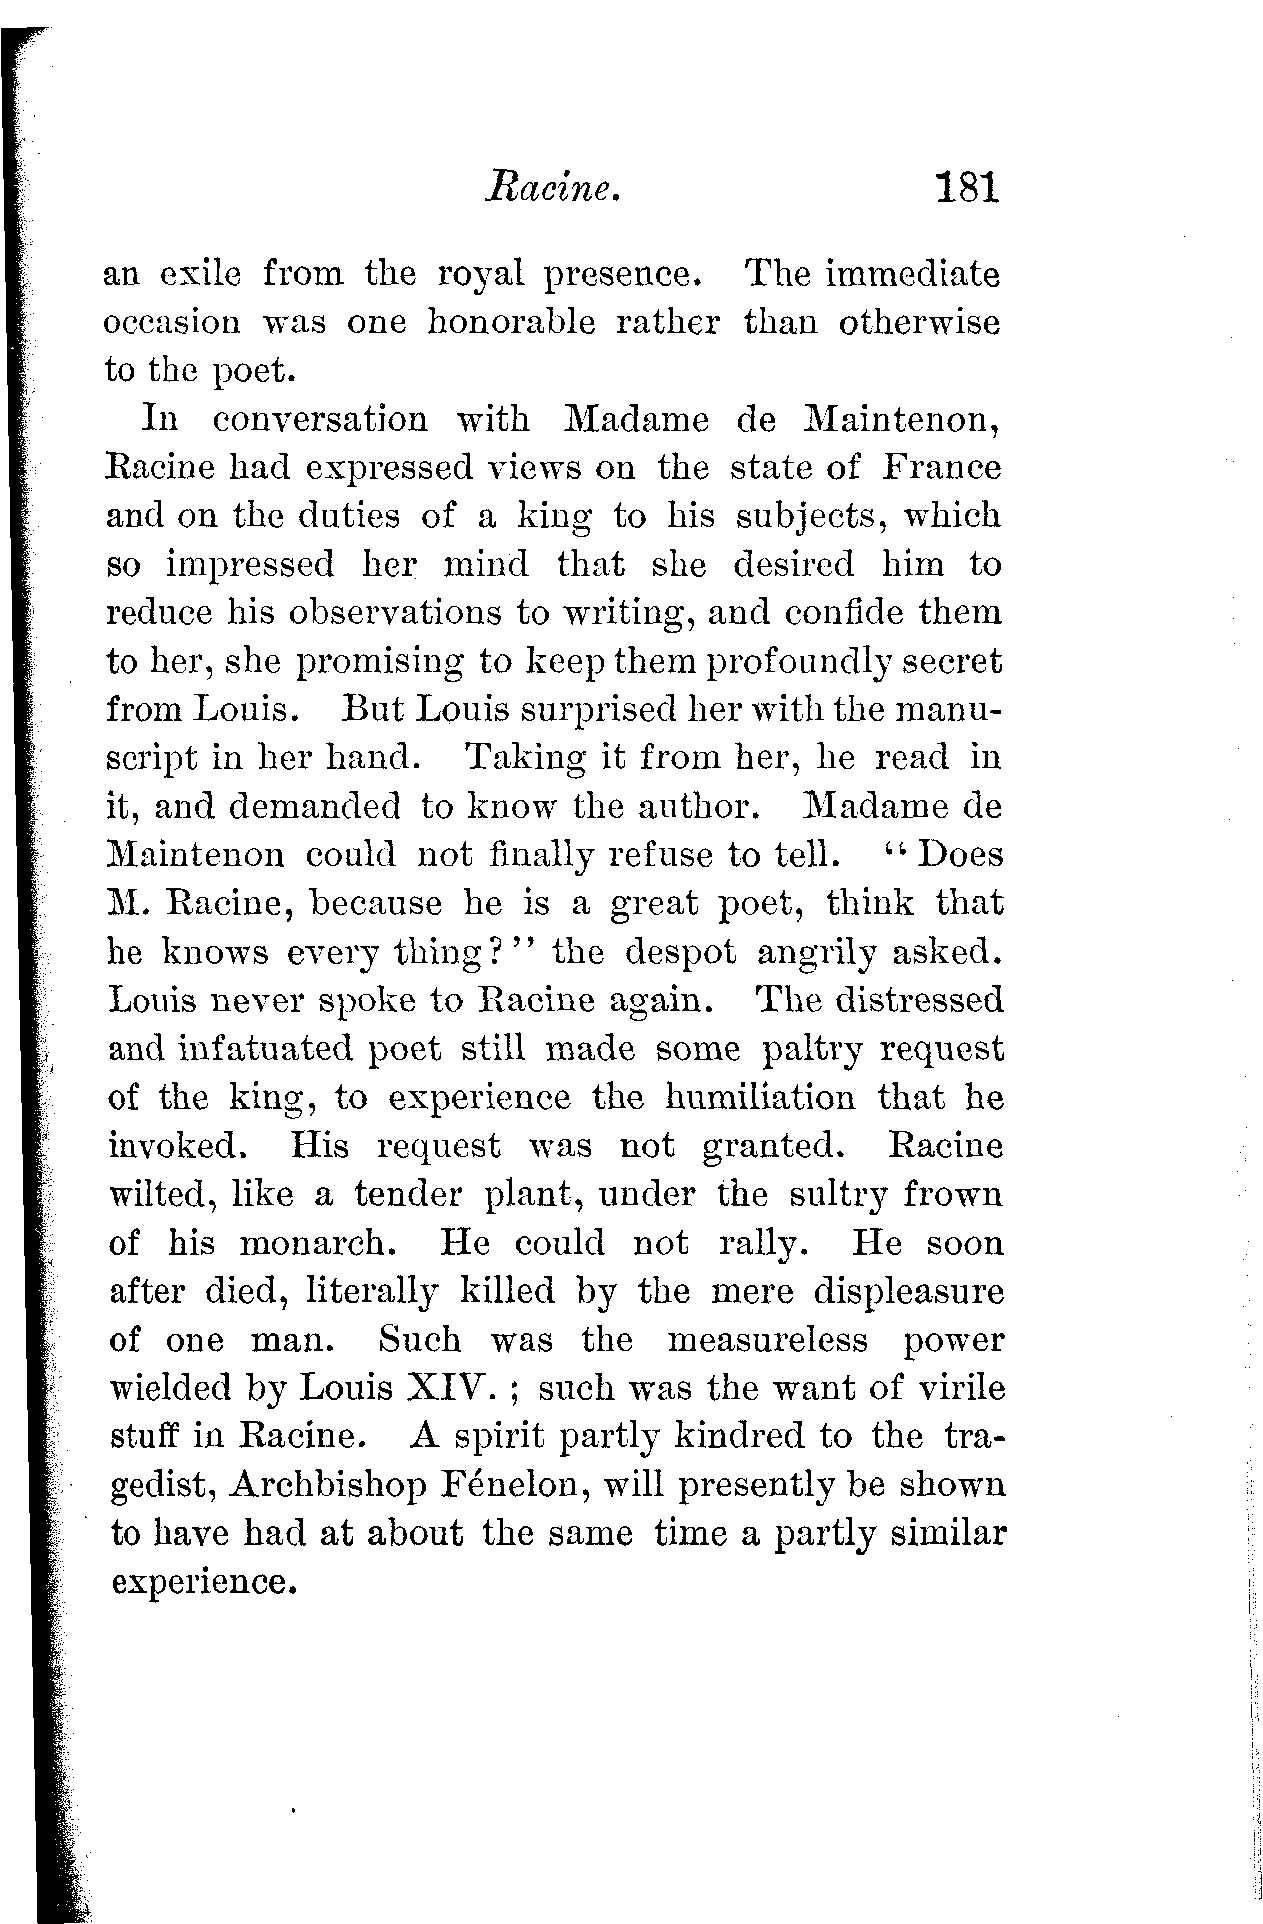 Racine. 181
an exile from the royal presence. The immediate
occasion was one honorable rather than otherwise
to the poet.
In conversation with Madame de Maintenon,
Racine had expressed views on the state of France
and on the duties of a king to his subjects, which
so impressed her mind that she desired him to
reduce his observations to writing, and confide them
to her, she promising to keep them profoundly secret
from Louis. But Louis surprised her with the manu-
script in her hand. Taking it from her, he read in
it, and demanded to know the author. Madame de
Maintenon could not finally refuse to tell. “Does
M. Racine, because he is a great poet, think that
he knows every thing?” the despot angrily asked.
Louis never spoke to Racine again. The distressed
and infatuated poet still made some paltry request
of the king, to experience the humiliation that he
invoked. His request was not granted. Racine
wilted, like a tender plant, under the sultry frown
of his monarch. He could not rally. He soon
after died, literally killed by the mere displeasure
of one man. Such was the measureless power
wielded by Louis XIV. ; such was the want of virile
stuff in Racine. A spirit partly kindred to the tra-
gedist, Archbishop Fénelon, will presently be shown
to have had at about the same time a partly similar
experience.